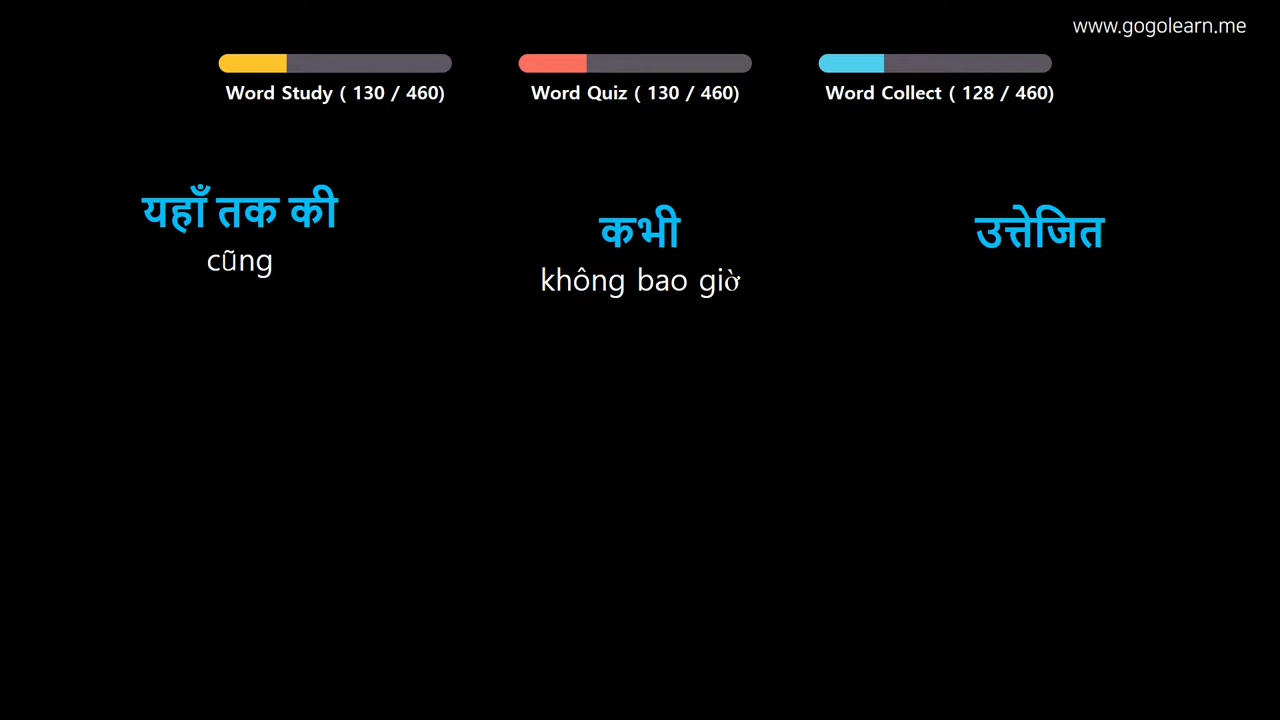 www.gogolearn.me
Word Study ( 130 / 460)
Word Quiz ( 130 / 460)
Word Collect ( 128 / 460)
यहाँ तक की
cũng
कभी
không bao giờ
उत्तेजित